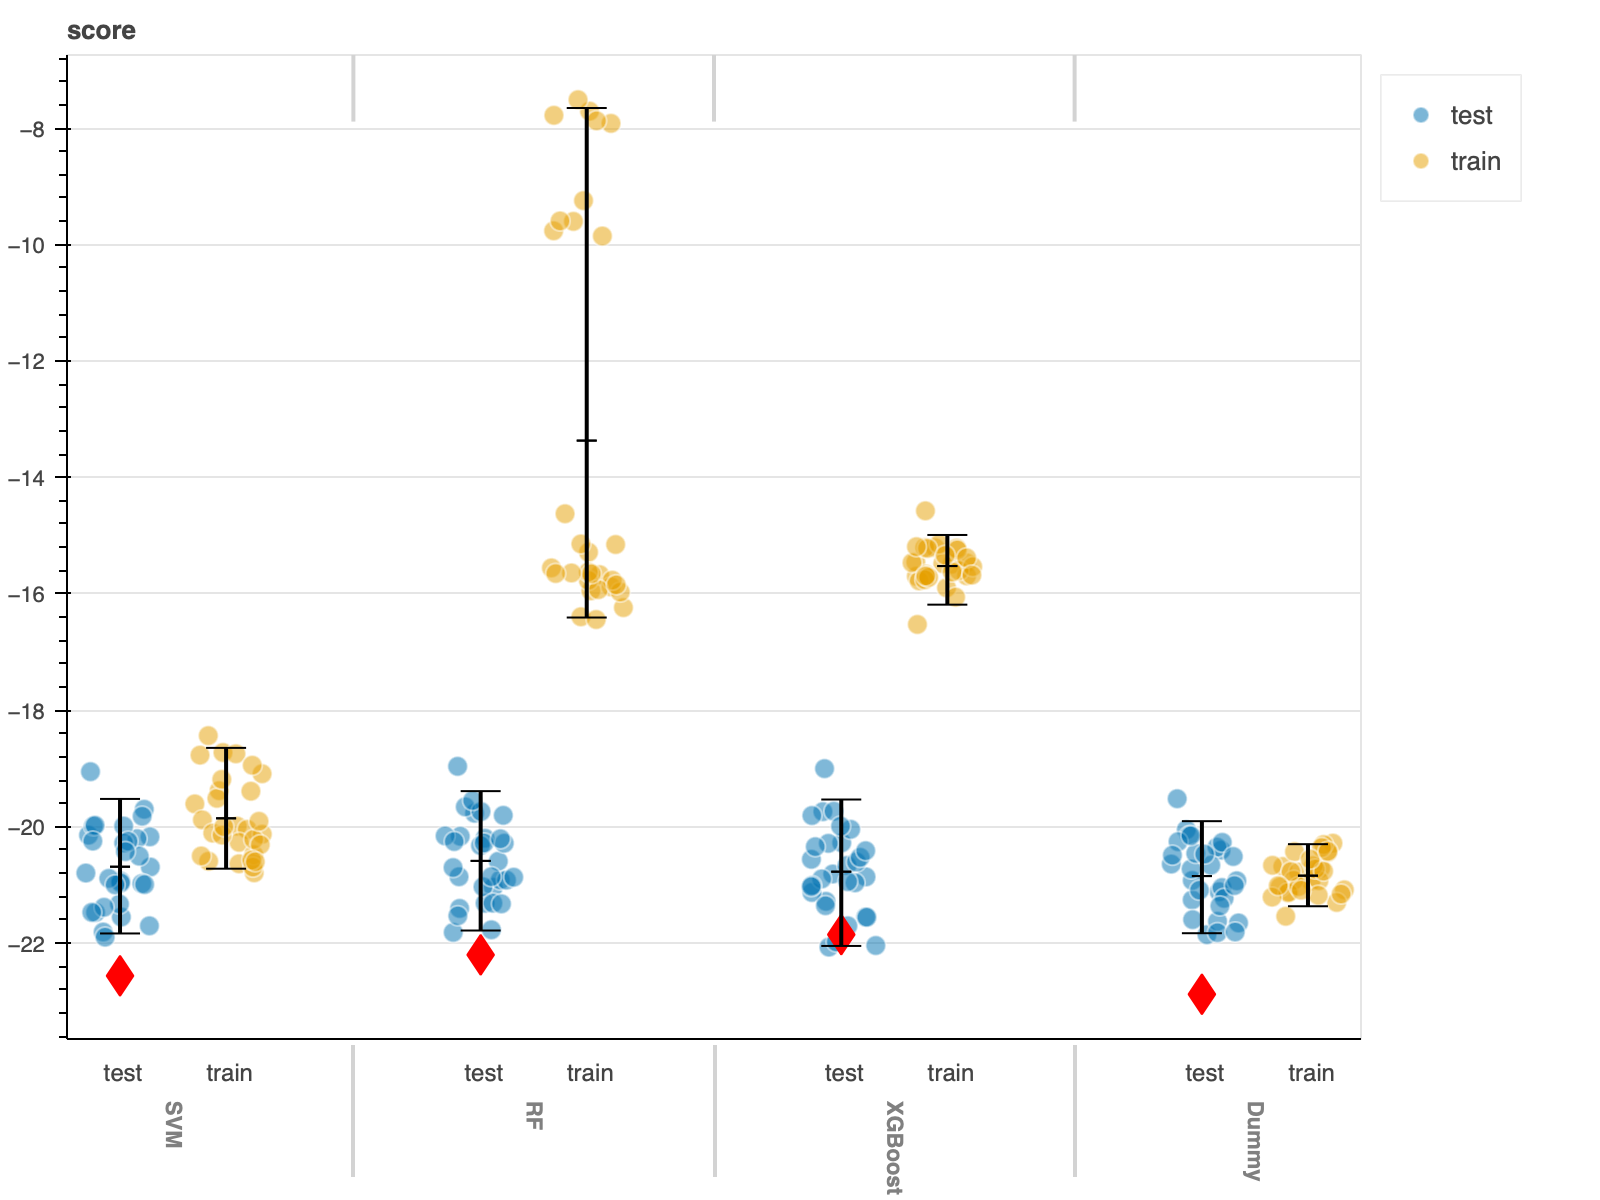 score
test
train
−8
−10
−12
−14
−16
−18
−20
−22
test train test train test train test train
SVM RF XGBoost Dummy